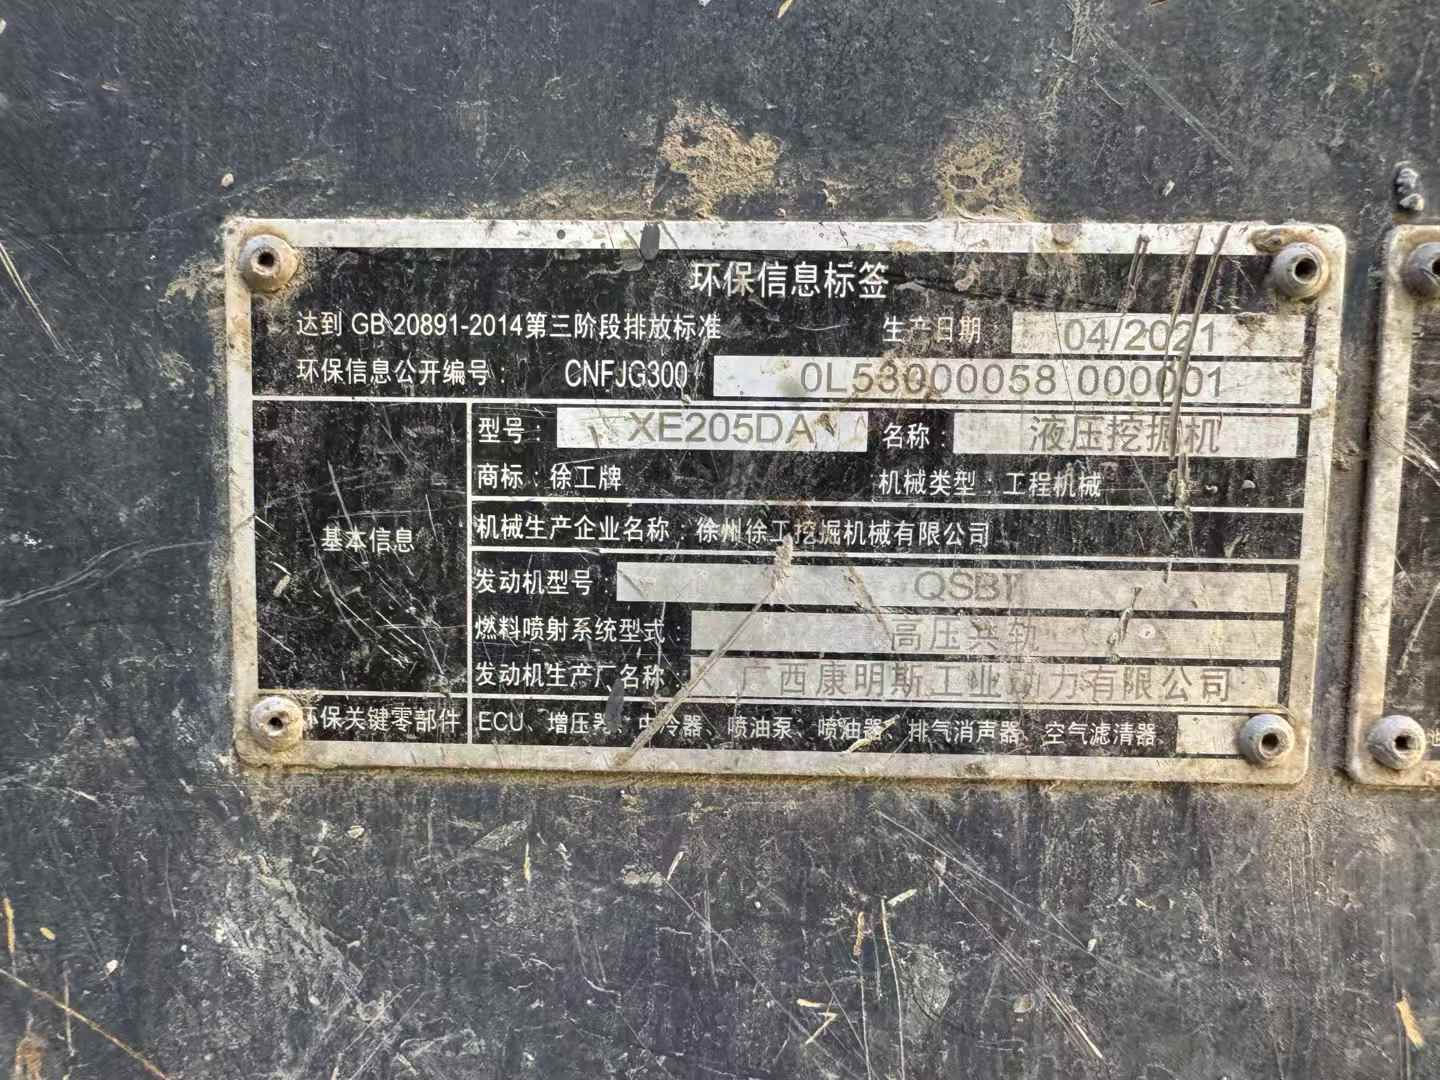 环保信息标签
达到 GB 20891-2014第三阶段排放标准 生产日期: 04/2021
环保信息公开编号: CNFJG300 0L53000058 000001
型号: XE205DA 名称: 液压挖掘机
商标:徐工牌 机械类型:工程机械
基本信息
机械生产企业名称:徐州徐工挖掘机械有限公司
发动机型号: QSB7
燃料喷射系统型式: 高压共轨
发动机生产厂名称: 广西康明斯工业动力有限公司
环保关键零部件 ECU、增压器、中冷器、喷油泵、喷油器、排气消声器、空气滤清器